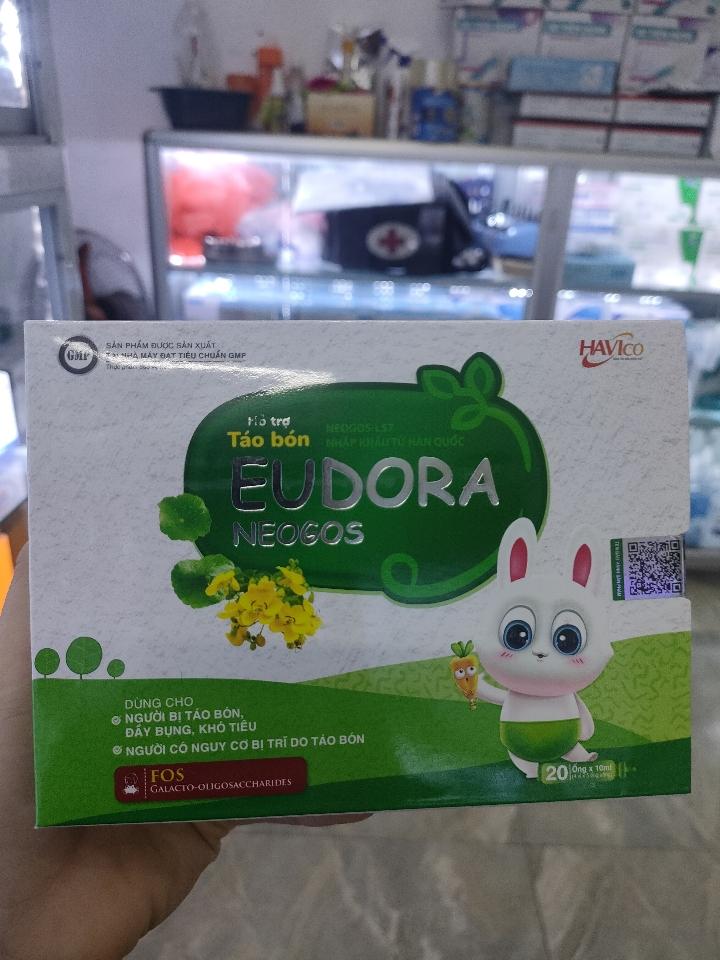 GMP
SẢN PHẨM ĐƯỢC SẢN XUẤT
TẠI NHÀ MÁY ĐẠT TIÊU CHUẨN GMP
HAVICO
Hỗ trợ
Táo bón
NEOGOS-LS7
NHẬP KHẨU TỪ HÀN QUỐC
EUDORA
NEOGOS
DÙNG CHO
NGƯỜI BỊ TÁO BÓN,
ĐẦY BỤNG, KHÓ TIÊU
NGƯỜI CÓ NGUY CƠ BỊ TRĨ DO TÁO BÓN
FOS
GALACTO-OLIGOSACCHARIDES
20 Ống x 10ml